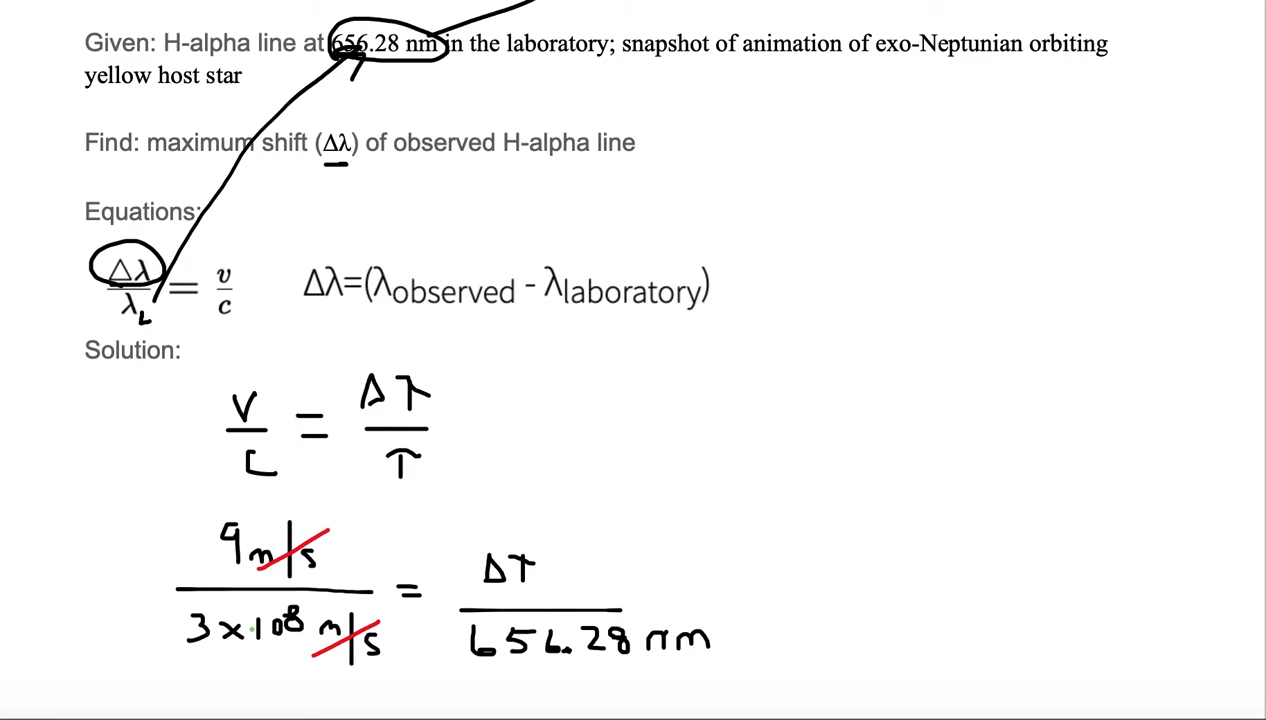 Given: H-alpha line at 656.28 nm in the laboratory; snapshot of animation of exo-Neptunian orbiting
yellow host star
Find: maximum shift (Δλ) of observed H-alpha line
Equations:
Δλ/λL = v/c    Δλ=(λobserved - λlaboratory)
Solution:
V/C = Δλ/λ
9 m/s / 3 x 10^8 m/s = Δλ / 656.28 nm